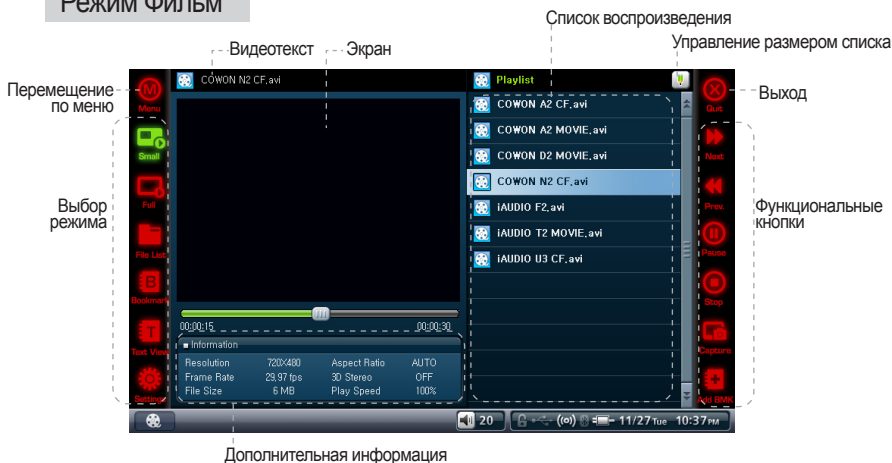 Режим Фильм
Список воспроизведения
Видеотекст
Экран
Управление размером списка
Перемещение
по меню
Выход
Выбор
режима
Функциональные
кнопки
Menu
Small
Full
File List
Bookmark
Text View
Setting
COWON N2 CF.avi
00:00:15
00:00:30
■ Information
Resolution 720X480 Aspect Ratio AUTO
Frame Rate 29,97 fps 3D Stereo OFF
File Size 6 MB Play Speed 100%
Playlist
COWON A2 CF.avi
COWON A2 MOVIE.avi
COWON D2 MOVIE.avi
COWON N2 CF.avi
iAUDIO F2.avi
iAUDIO T2 MOVIE.avi
iAUDIO U3 CF.avi
Quit
Next
Prev.
Pause
Stop
Capture
Add BMK
20
11/27 Tue 10:37 PM
Дополнительная информация